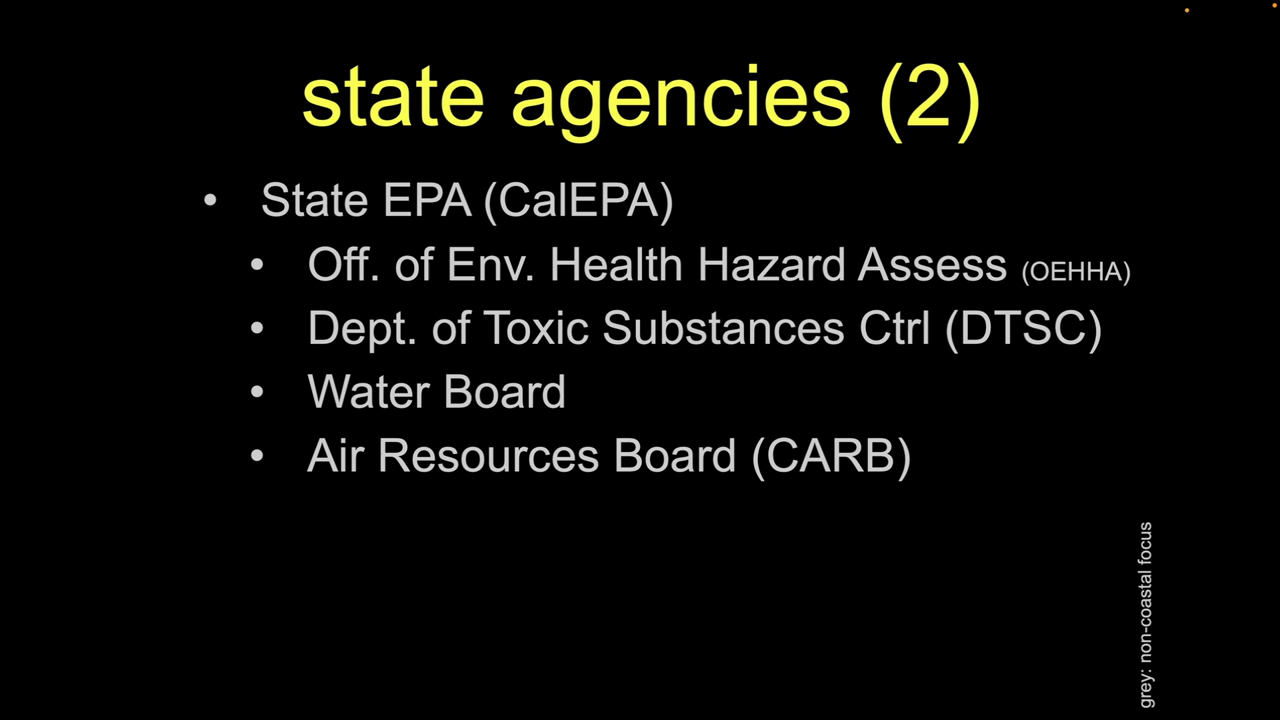 state agencies (2)
• State EPA (CalEPA)
• Off. of Env. Health Hazard Assess (OEHHA)
• Dept. of Toxic Substances Ctrl (DTSC)
• Water Board
• Air Resources Board (CARB)
grey: non-coastal focus